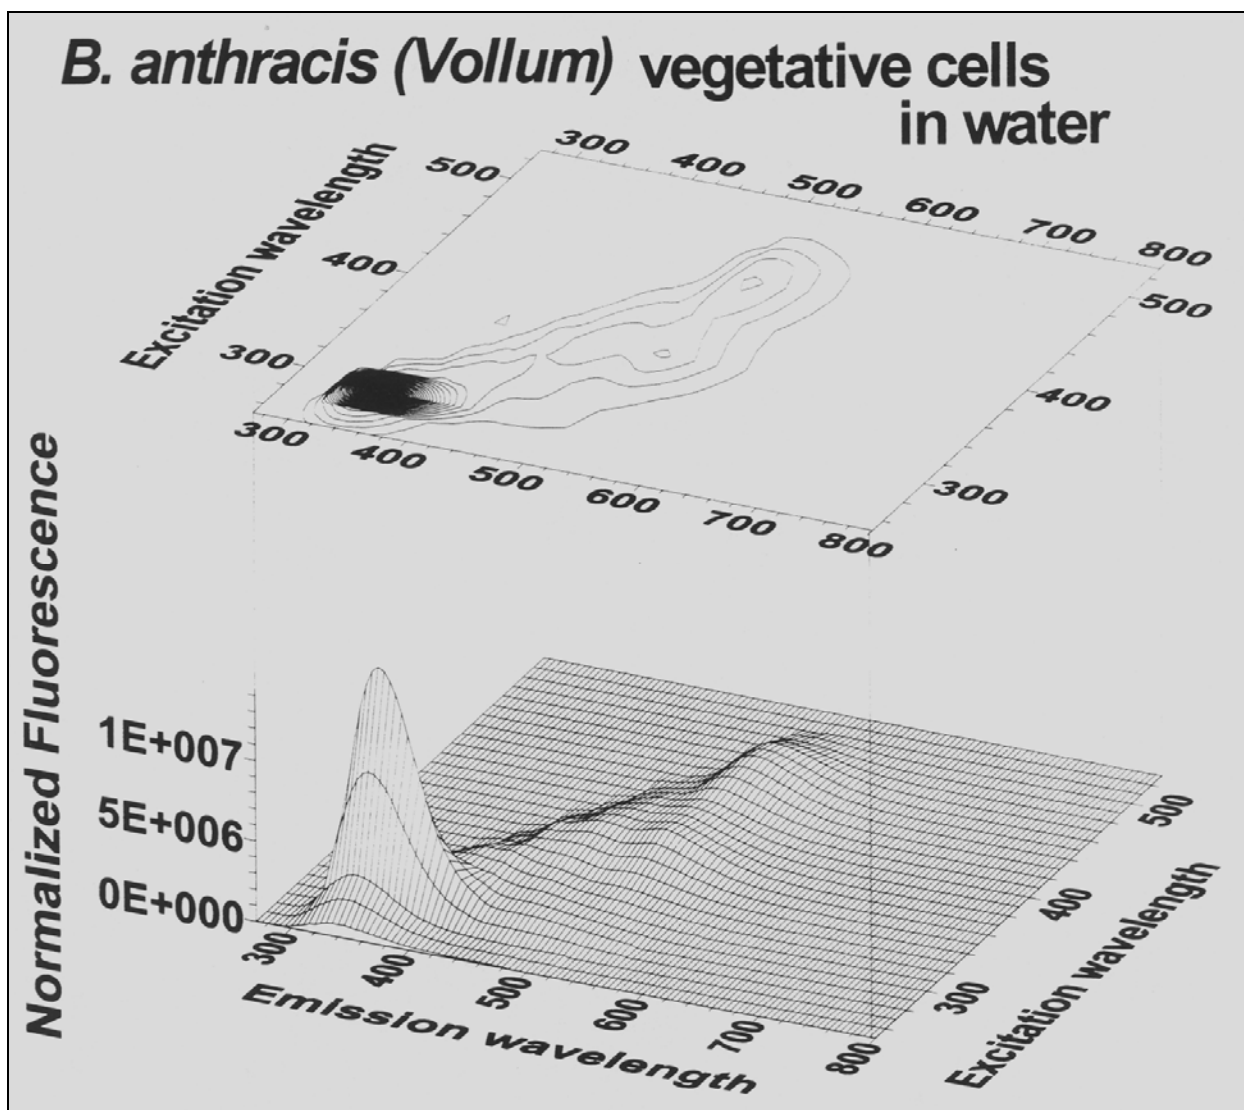 B. anthracis (Vollum) vegetative cells
in water
Excitation wavelength
300 400 500 600 700 800
500
400
300
500
400
300
300 400 500 600 700 800
Normalized Fluorescence
1E+007
5E+006
0E+000
300 400 500 600 700 800
Emission wavelength
500
400
300
Excitation wavelength